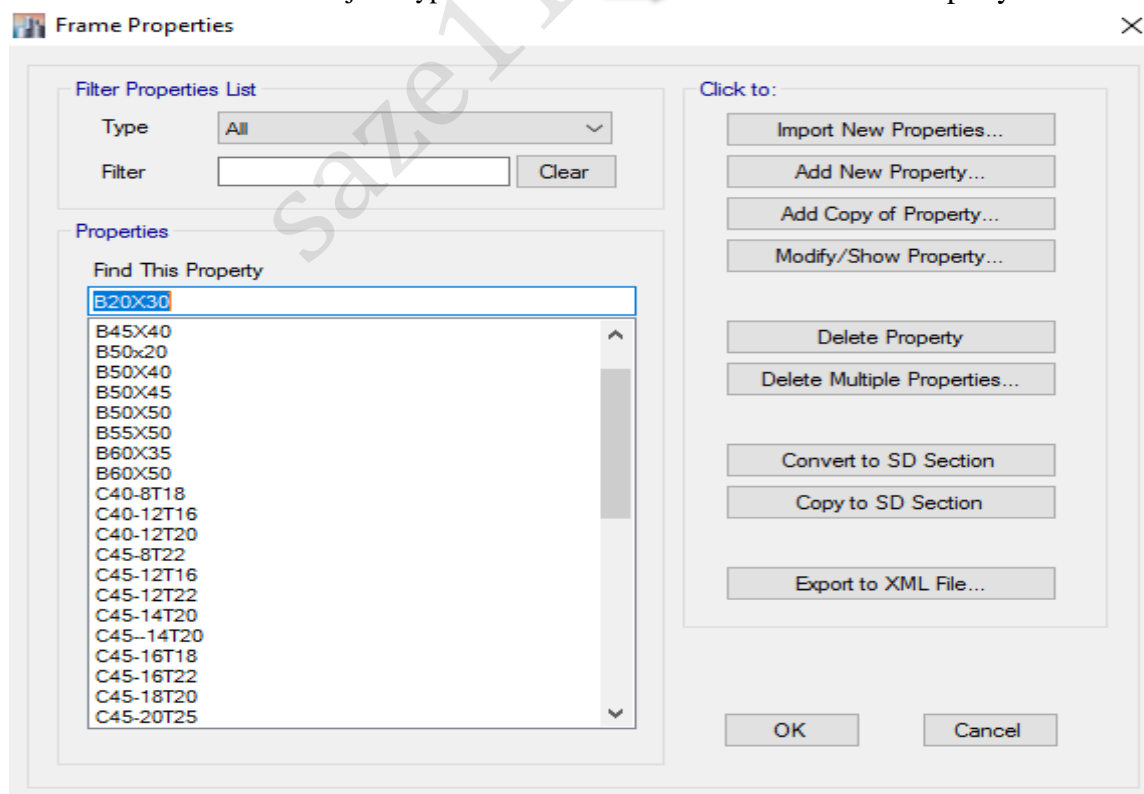 Frame Properties
Filter Properties List
Type
All
Filter
Clear
Properties
Find This Property
B20X30
B45X40
B50x20
B50X40
B50X45
B50X50
B55X50
B60X35
B60X50
C40-8T18
C40-12T16
C40-12T20
C45-8T22
C45-12T16
C45-12T22
C45-14T20
C45--14T20
C45-16T18
C45-16T22
C45-18T20
C45-20T25
Click to:
Import New Properties...
Add New Property...
Add Copy of Property...
Modify/Show Property...
Delete Property
Delete Multiple Properties...
Convert to SD Section
Copy to SD Section
Export to XML File...
OK
Cancel